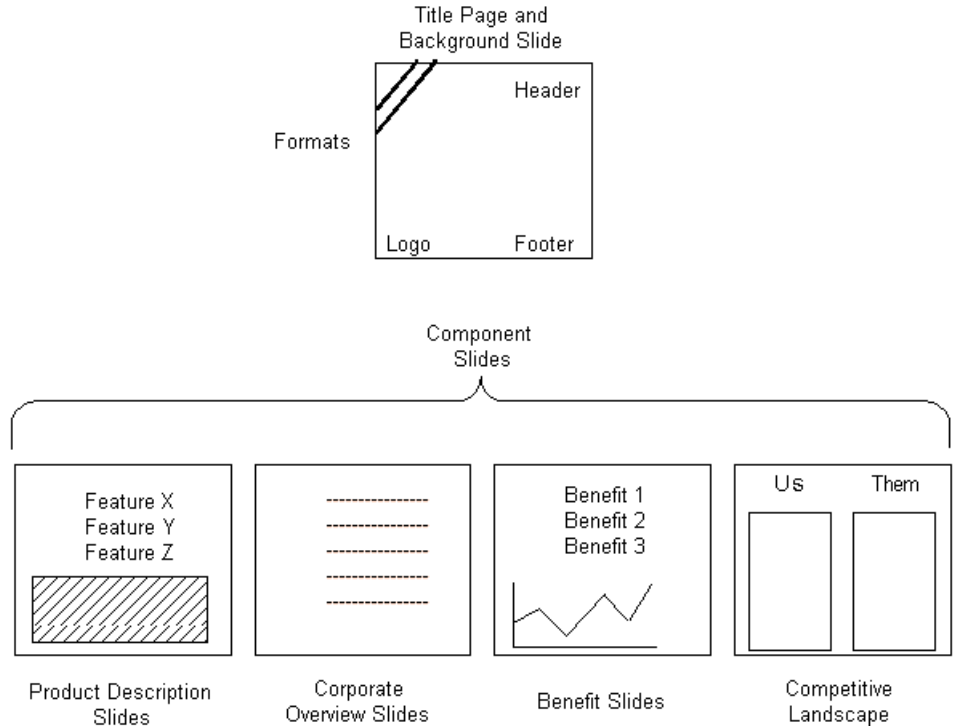 Title Page and
Background Slide
Header
Formats
Logo
Footer
Component
Slides
Feature X
Feature Y
Feature Z
Benefit 1
Benefit 2
Benefit 3
Us
Them
Product Description
Slides
Corporate
Overview Slides
Benefit Slides
Competitive
Landscape